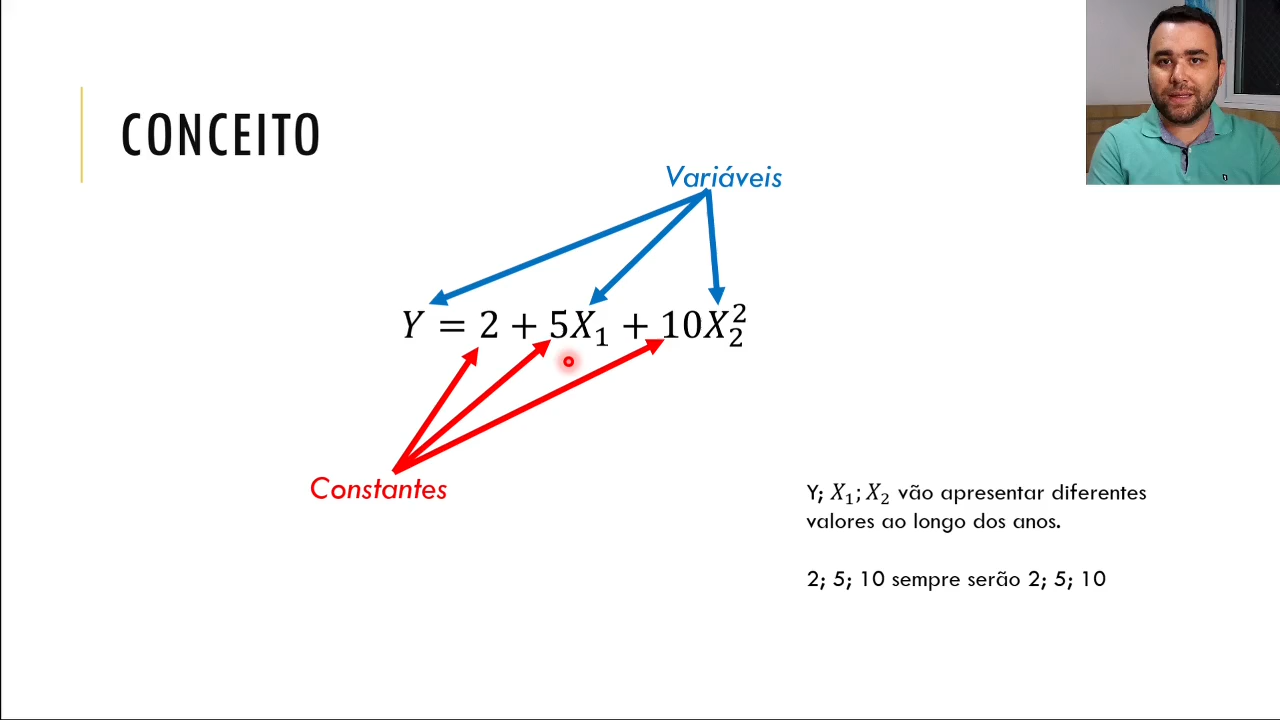 CONCEITO
Variáveis
Y = 2 + 5X₁ + 10X₂²
Constantes
Y; X₁; X₂ vão apresentar diferentes
valores ao longo dos anos.
2; 5; 10 sempre serão 2; 5; 10